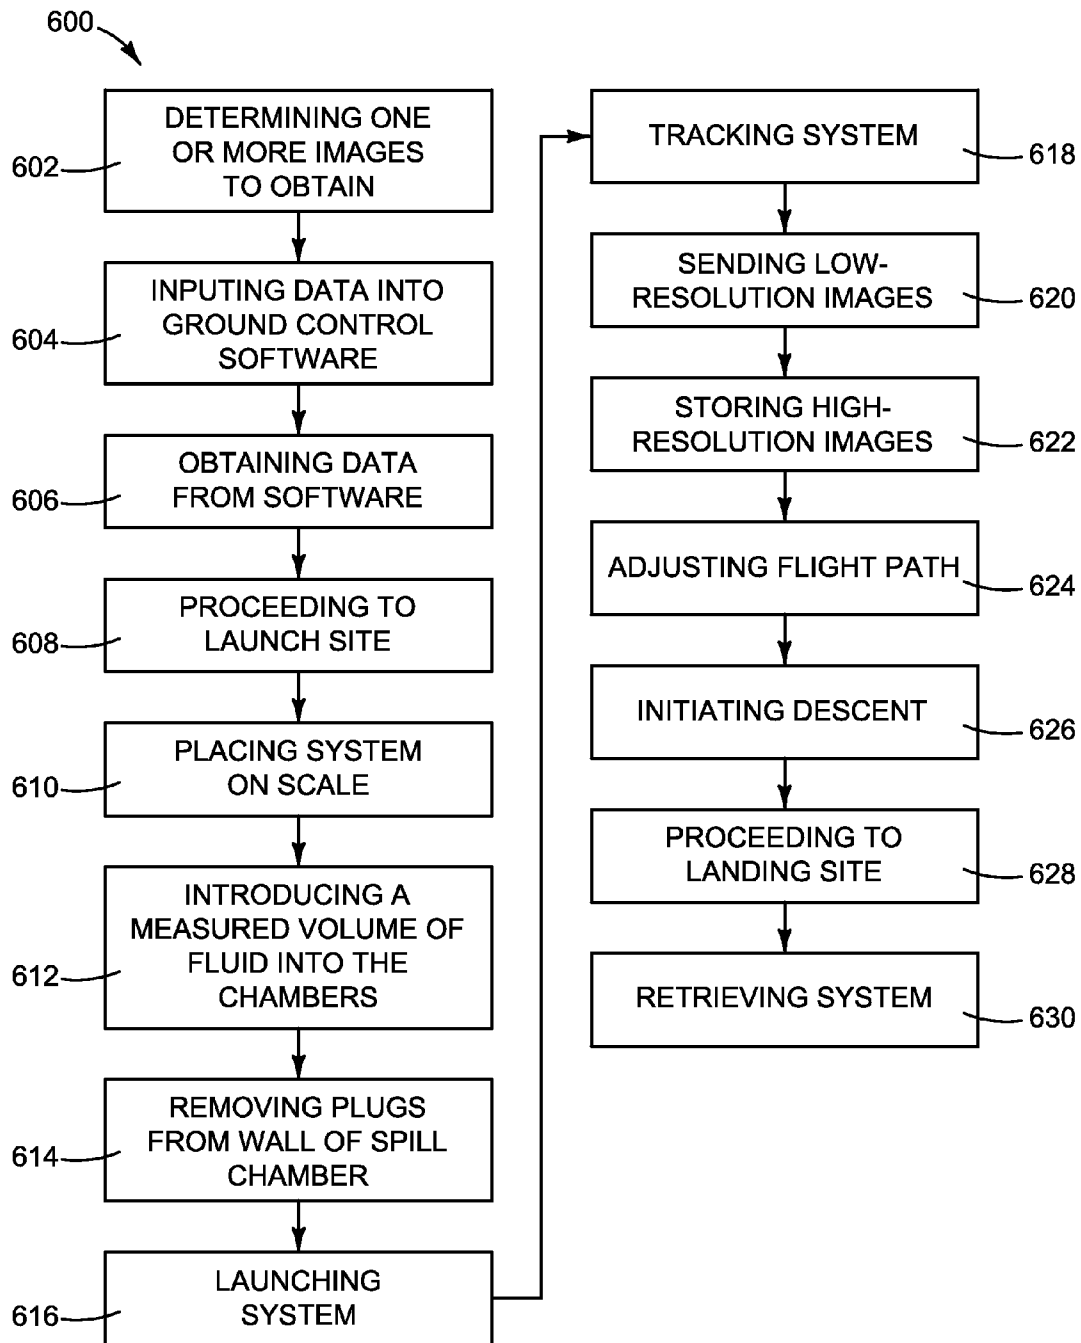 600
DETERMINING ONE
OR MORE IMAGES
TO OBTAIN
602
INPUTING DATA INTO
GROUND CONTROL
SOFTWARE
604
OBTAINING DATA
FROM SOFTWARE
606
PROCEEDING TO
LAUNCH SITE
608
PLACING SYSTEM
ON SCALE
610
INTRODUCING A
MEASURED VOLUME OF
FLUID INTO THE
CHAMBERS
612
REMOVING PLUGS
FROM WALL OF SPILL
CHAMBER
614
LAUNCHING
SYSTEM
616
TRACKING SYSTEM
618
SENDING LOW-
RESOLUTION IMAGES
620
STORING HIGH-
RESOLUTION IMAGES
622
ADJUSTING FLIGHT PATH
624
INITIATING DESCENT
626
PROCEEDING TO
LANDING SITE
628
RETRIEVING SYSTEM
630